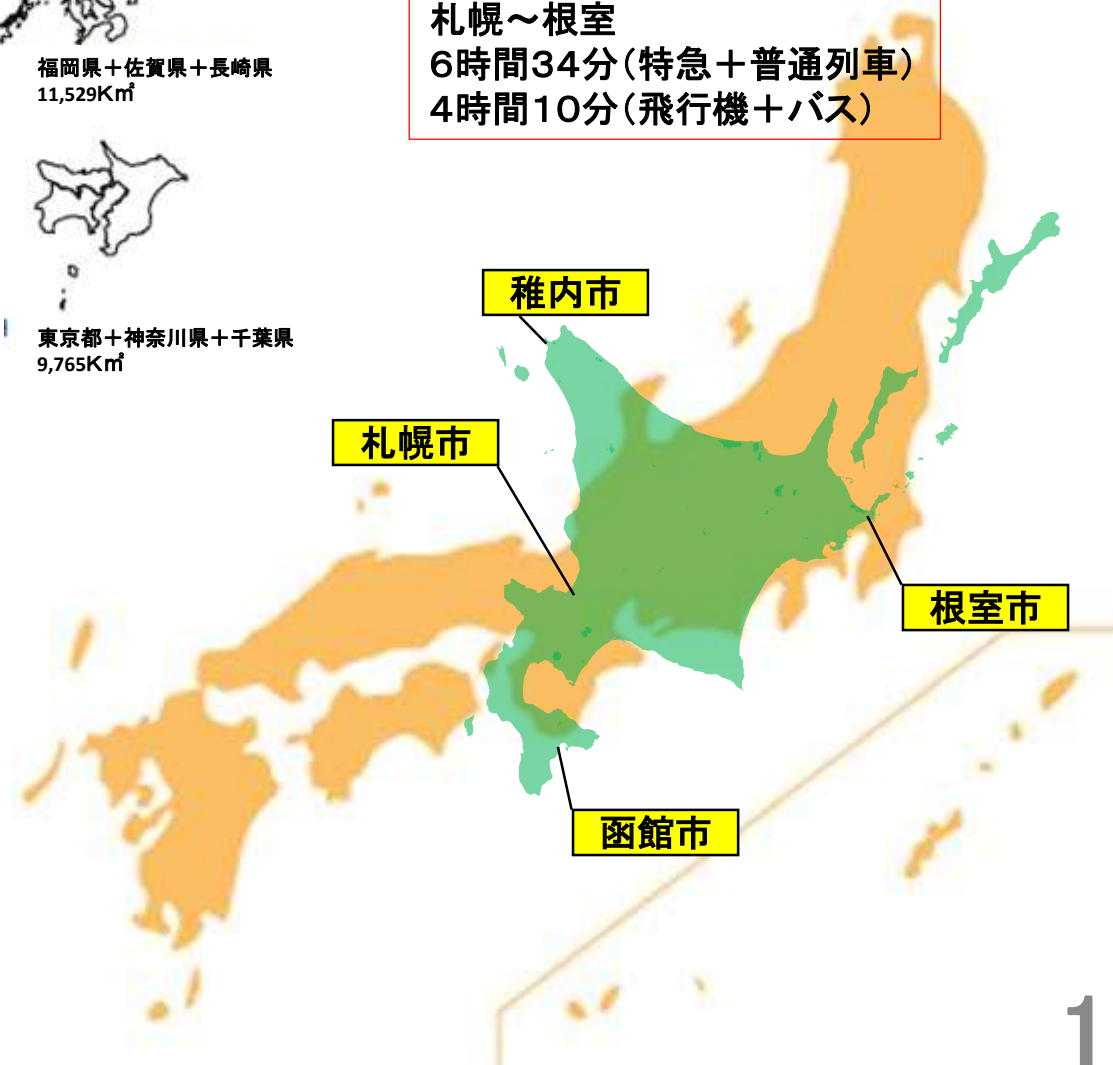 札幌～根室
6時間34分（特急＋普通列車）
4時間10分（飛行機＋バス）
福岡県＋佐賀県＋長崎県
11,529K㎡
東京都＋神奈川県＋千葉県
9,765K㎡
稚内市
札幌市
根室市
函館市
1